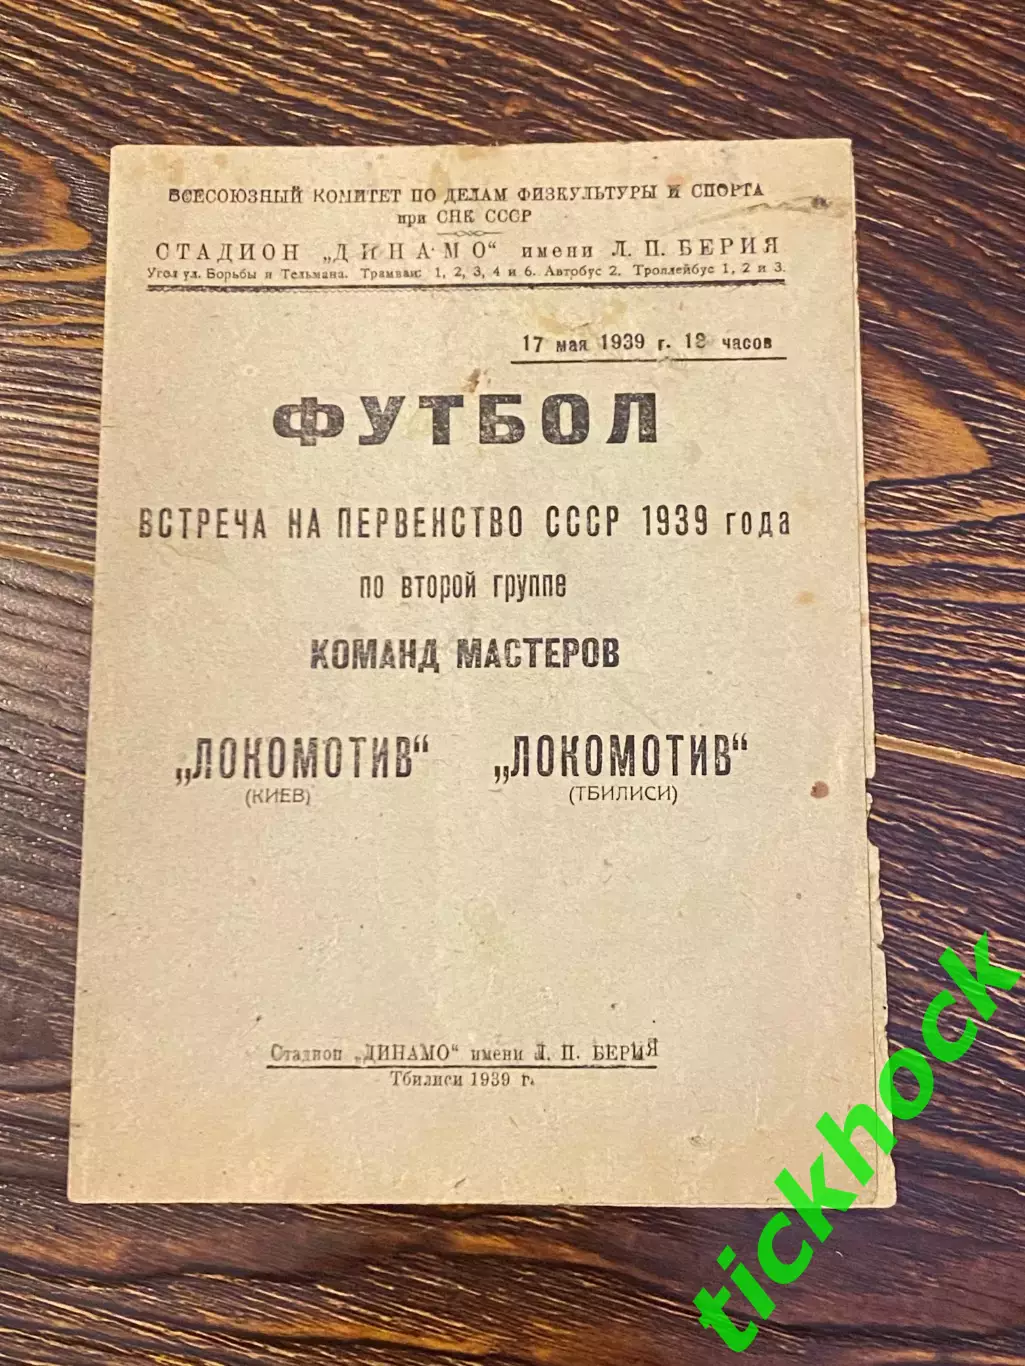 ВСЕСОЮЗНЫЙ КОМИТЕТ ПО ДЕЛАМ ФИЗКУЛЬТУРЫ И СПОРТА
при СНК СССР
СТАДИОН „ДИНАМО“ имени Л. П. БЕРИЯ
Угол ул. Борьбы и Тельмана. Трамваи: 1, 2, 3, 4 и 6. Автобус 2. Троллейбус 1, 2 и 3.
17 мая 1939 г. 18 часов
ФУТБОЛ
ВСТРЕЧА НА ПЕРВЕНСТВО СССР 1939 года
по второй группе
КОМАНД МАСТЕРОВ
„ЛОКОМОТИВ“ „ЛОКОМОТИВ“
(КИЕВ) (ТБИЛИСИ)
Стадион „ДИНАМО“ имени Л. П. БЕРИЯ
Тбилиси 1939 г.
tickhock